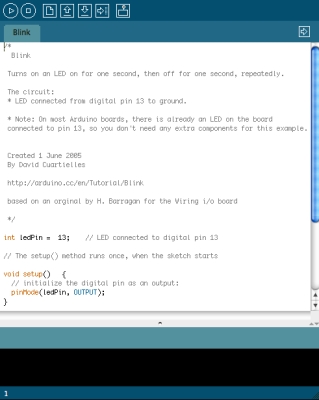 Blink
/*
Blink
Turns on an LED on for one second, then off for one second, repeatedly.
The circuit:
* LED connected from digital pin 13 to ground.
* Note: On most Arduino boards, there is already an LED on the board
connected to pin 13, so you don't need any extra components for this example.
Created 1 June 2005
By David Cuartielles
http://arduino.cc/en/Tutorial/Blink
based on an orginal by H. Barragan for the Wiring i/o board
*/
int ledPin =  13;    // LED connected to digital pin 13
// The setup() method runs once, when the sketch starts
void setup()   {
// initialize the digital pin as an output:
pinMode(ledPin, OUTPUT);
}
1